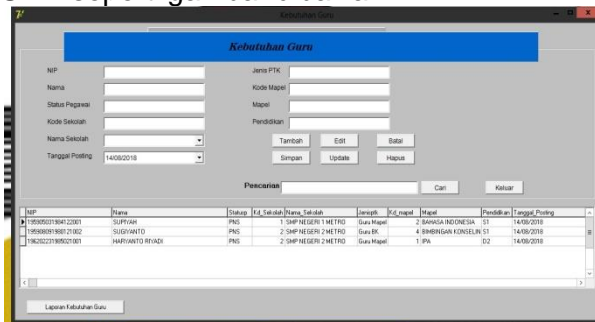 Kebutuhan Guru
Kebutuhan Guru
NIP
Jenis PTK
Nama
Kode Mapel
Status Pegawai
Mapel
Kode Sekolah
Pendidikan
Nama Sekolah
Tambah Edit Batal
Tanggal Posting 14/08/2018
Simpan Update Hapus
Pencarian Cari Keluar
NIP Nama Statusp Kd_Sekolah Nama_Sekolah Jenisptk Kd_mapel Mapel Pendidikan Tanggal_Posting
195905031984122001 SUPIYAH PNS 1 SMP NEGERI 1 METRO Guru Mapel 2 BAHASA INDONESIA S1 14/08/2018
195908091980121002 SUGIYANTO PNS 2 SMP NEGERI 2 METRO Guru BK 4 BIMBINGAN KONSELIN S1 14/08/2018
196202231985021001 HARIYANTO RIYADI PNS 2 SMP NEGERI 2 METRO Guru Mapel 1 IPA D2 14/08/2018
Laporan Kebutuhan Guru